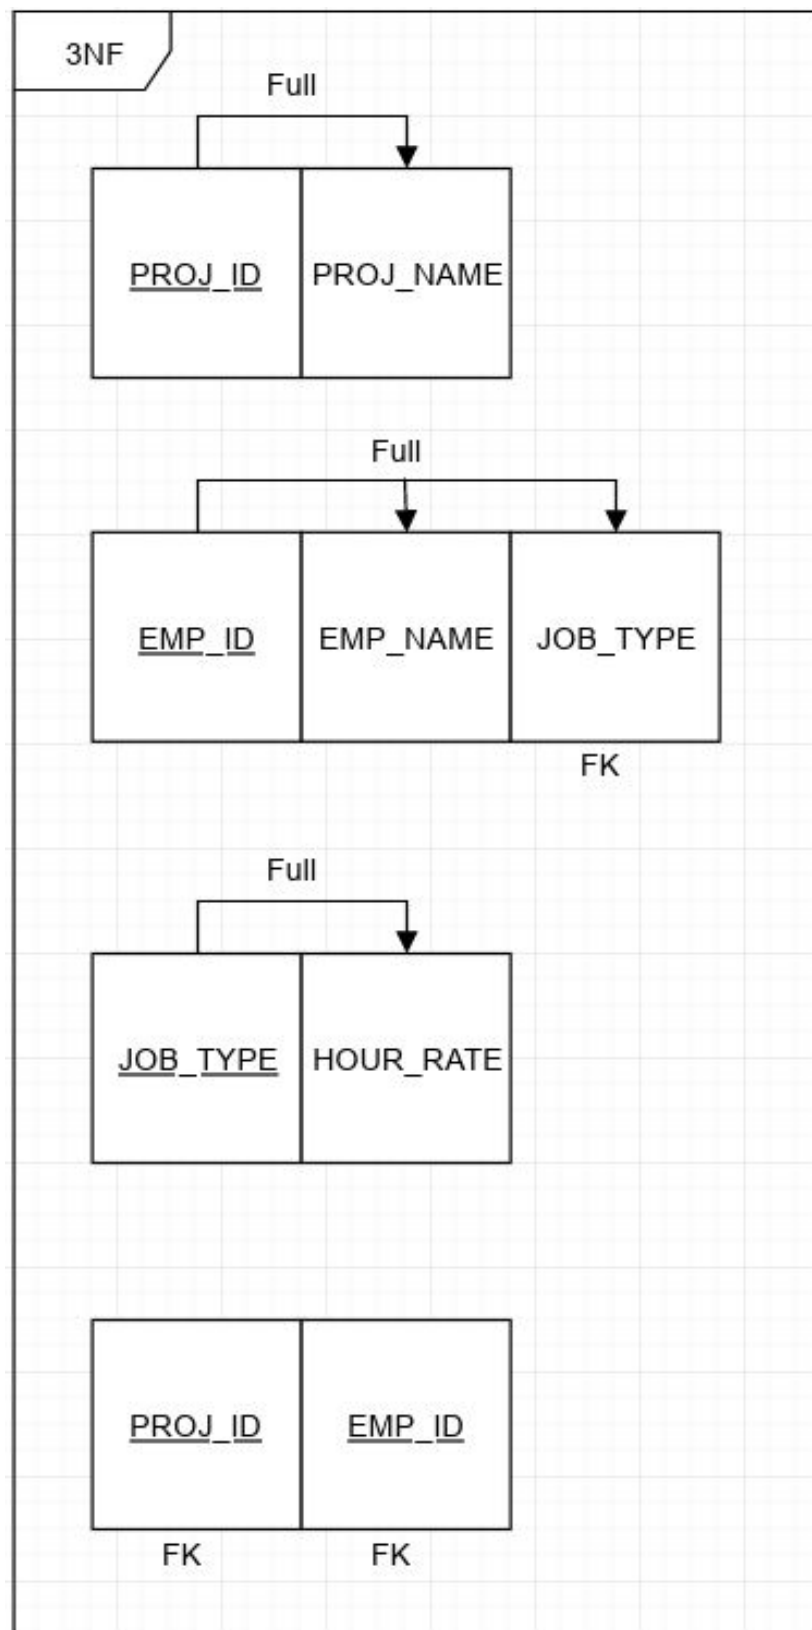 3NF
Full
PROJ_ID PROJ_NAME
Full
EMP_ID EMP_NAME JOB_TYPE
FK
Full
JOB_TYPE HOUR_RATE
PROJ_ID EMP_ID
FK FK